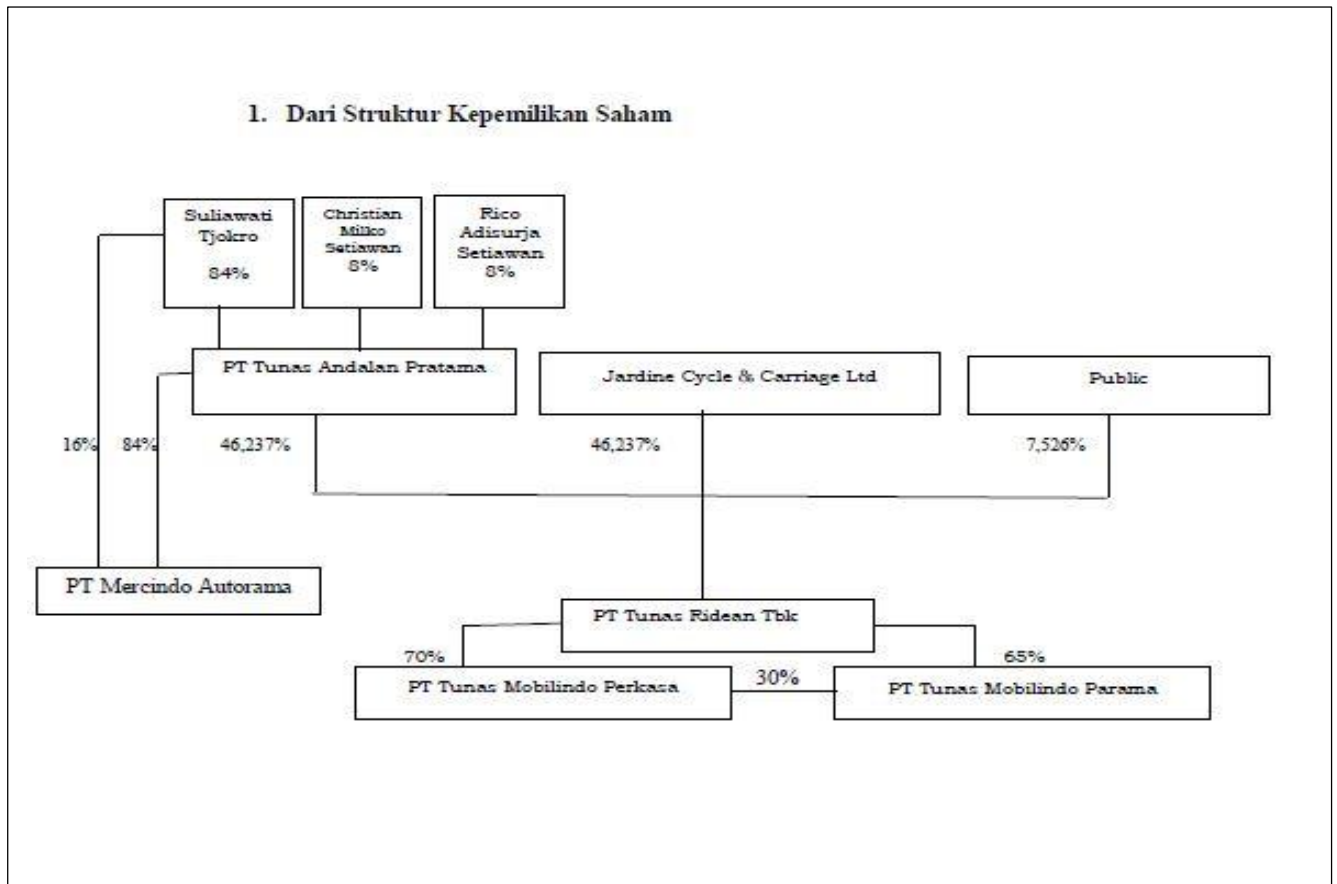 1. Dari Struktur Kepemilikan Saham
Suliawati
Tjokro
84%
Christian
Milko
Setiawan
8%
Rico
Adisurja
Setiawan
8%
PT Tunas Andalan Pratama
Jardine Cycle & Carriage Ltd
Public
16%
84%
46,237%
46,237%
7,526%
PT Mercindo Autorama
PT Tunas Ridean Tbk
70%
65%
PT Tunas Mobilindo Perkasa
30%
PT Tunas Mobilindo Parama